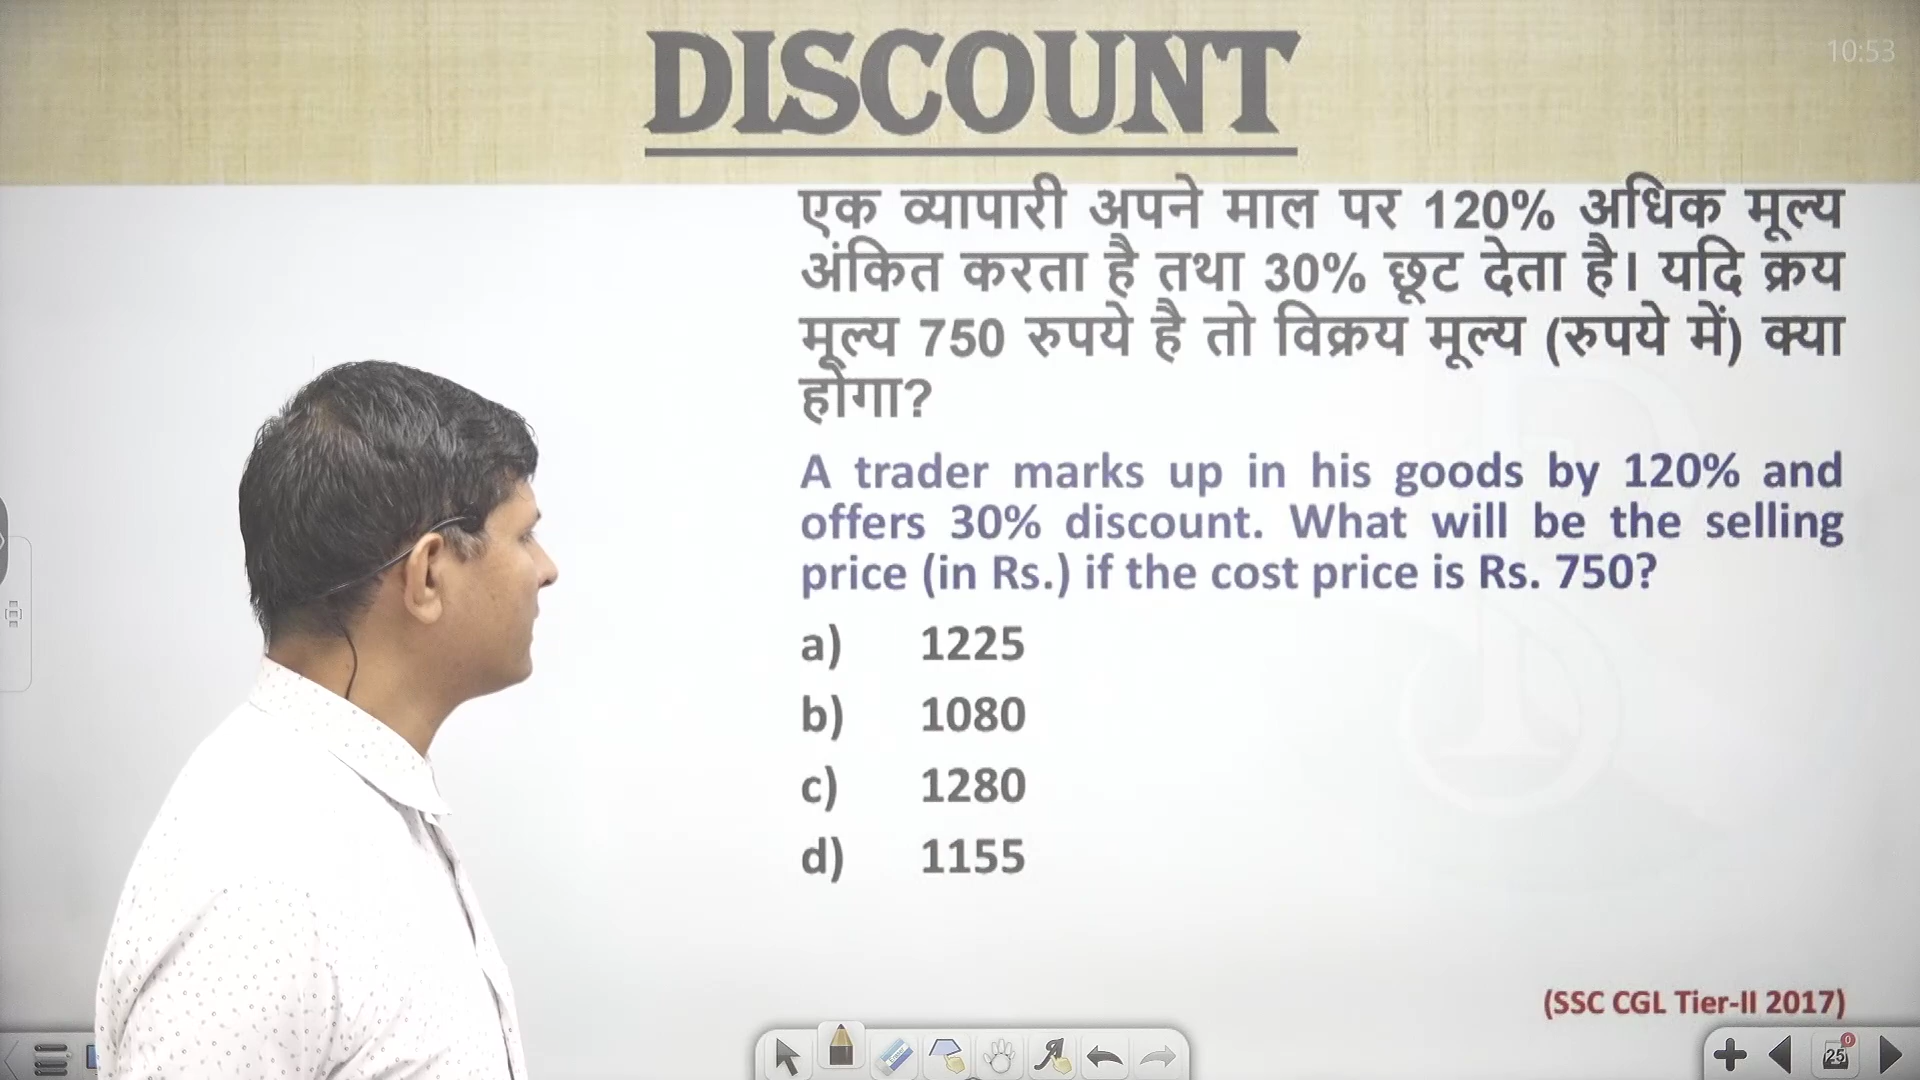 DISCOUNT
10:53
एक व्यापारी अपने माल पर 120% अधिक मूल्य
अंकित करता है तथा 30% छूट देता है। यदि क्रय
मूल्य 750 रुपये है तो विक्रय मूल्य (रुपये में) क्या
होगा?
A trader marks up in his goods by 120% and
offers 30% discount. What will be the selling
price (in Rs.) if the cost price is Rs. 750?
a) 1225
b) 1080
c) 1280
d) 1155
(SSC CGL Tier-II 2017)
25
0